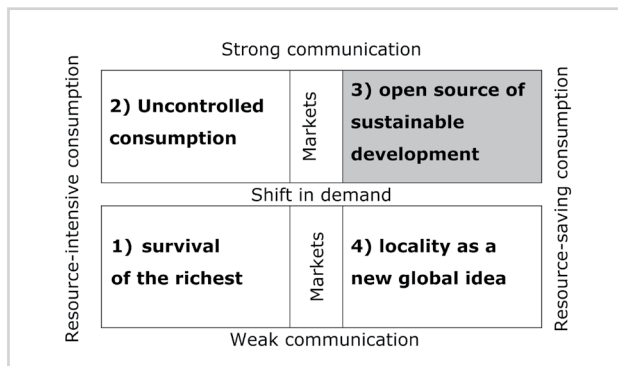 Strong communication
Resource-intensive consumption
2) Uncontrolled
consumption
Markets
3) open source of
sustainable
development
Resource-saving consumption
Shift in demand
1) survival
of the richest
Markets
4) locality as a
new global idea
Weak communication